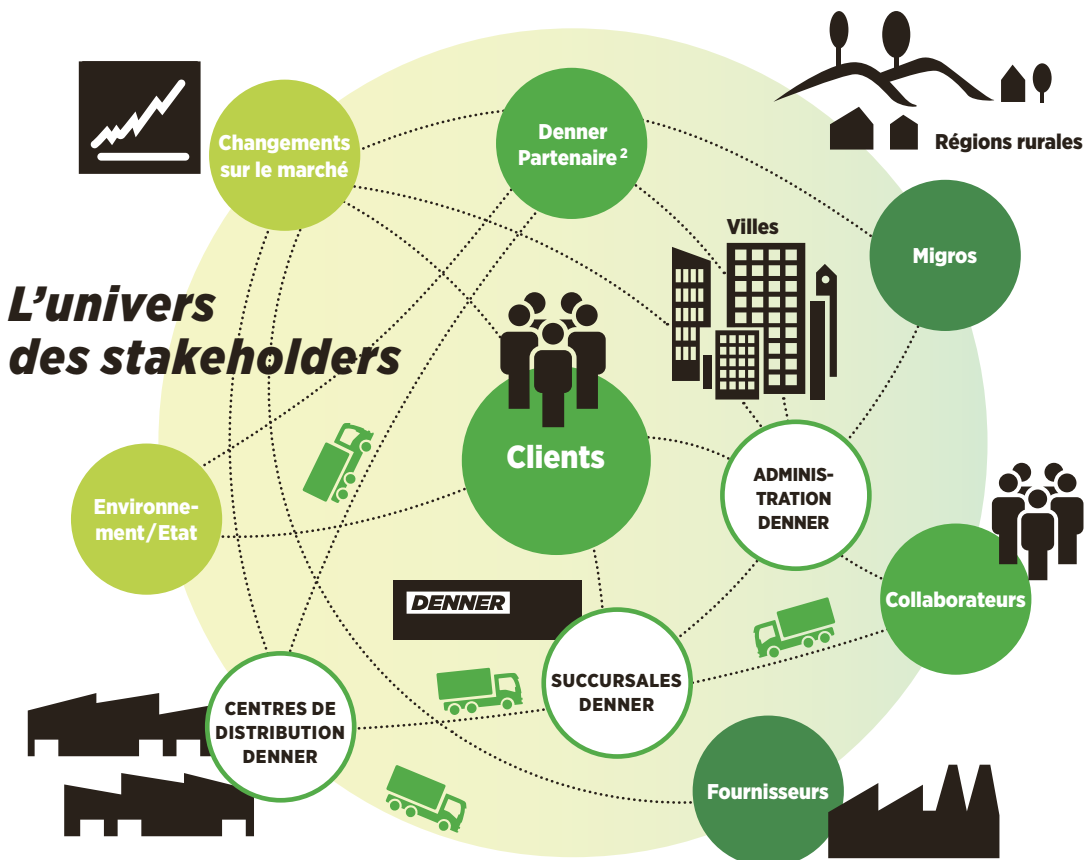 Changements
sur le marché
Denner
Partenaire ²
Régions rurales
Villes
Migros
L'univers
des stakeholders
Clients
ADMINIS-
TRATION
DENNER
Environne-
ment/Etat
DENNER
Collaborateurs
SUCCURSALES
DENNER
CENTRES DE
DISTRIBUTION
DENNER
Fournisseurs